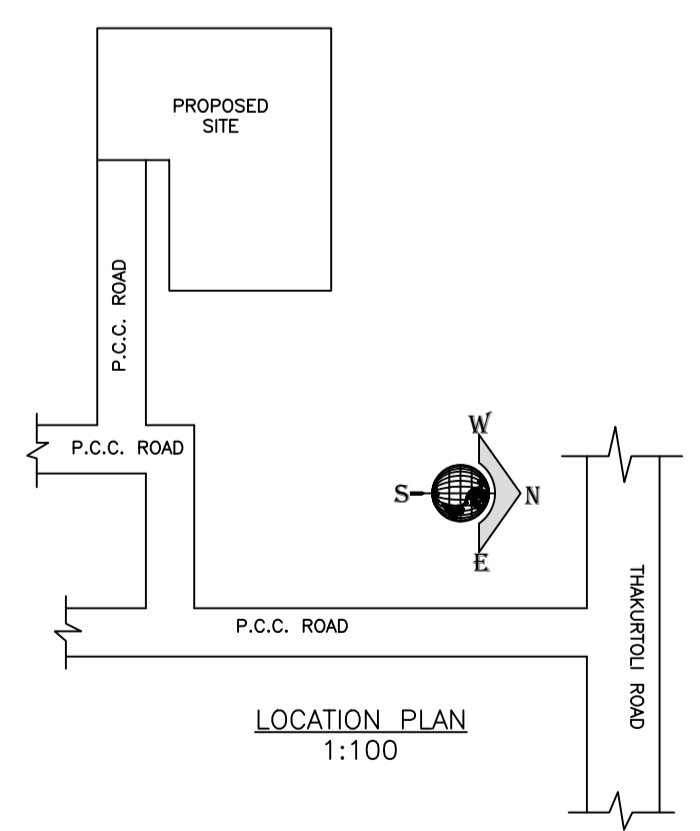 PROPOSED
SITE
P.C.C. ROAD
P.C.C. ROAD
W
S
N
E
P.C.C. ROAD
THAKURTOLI ROAD
LOCATION PLAN
1:100